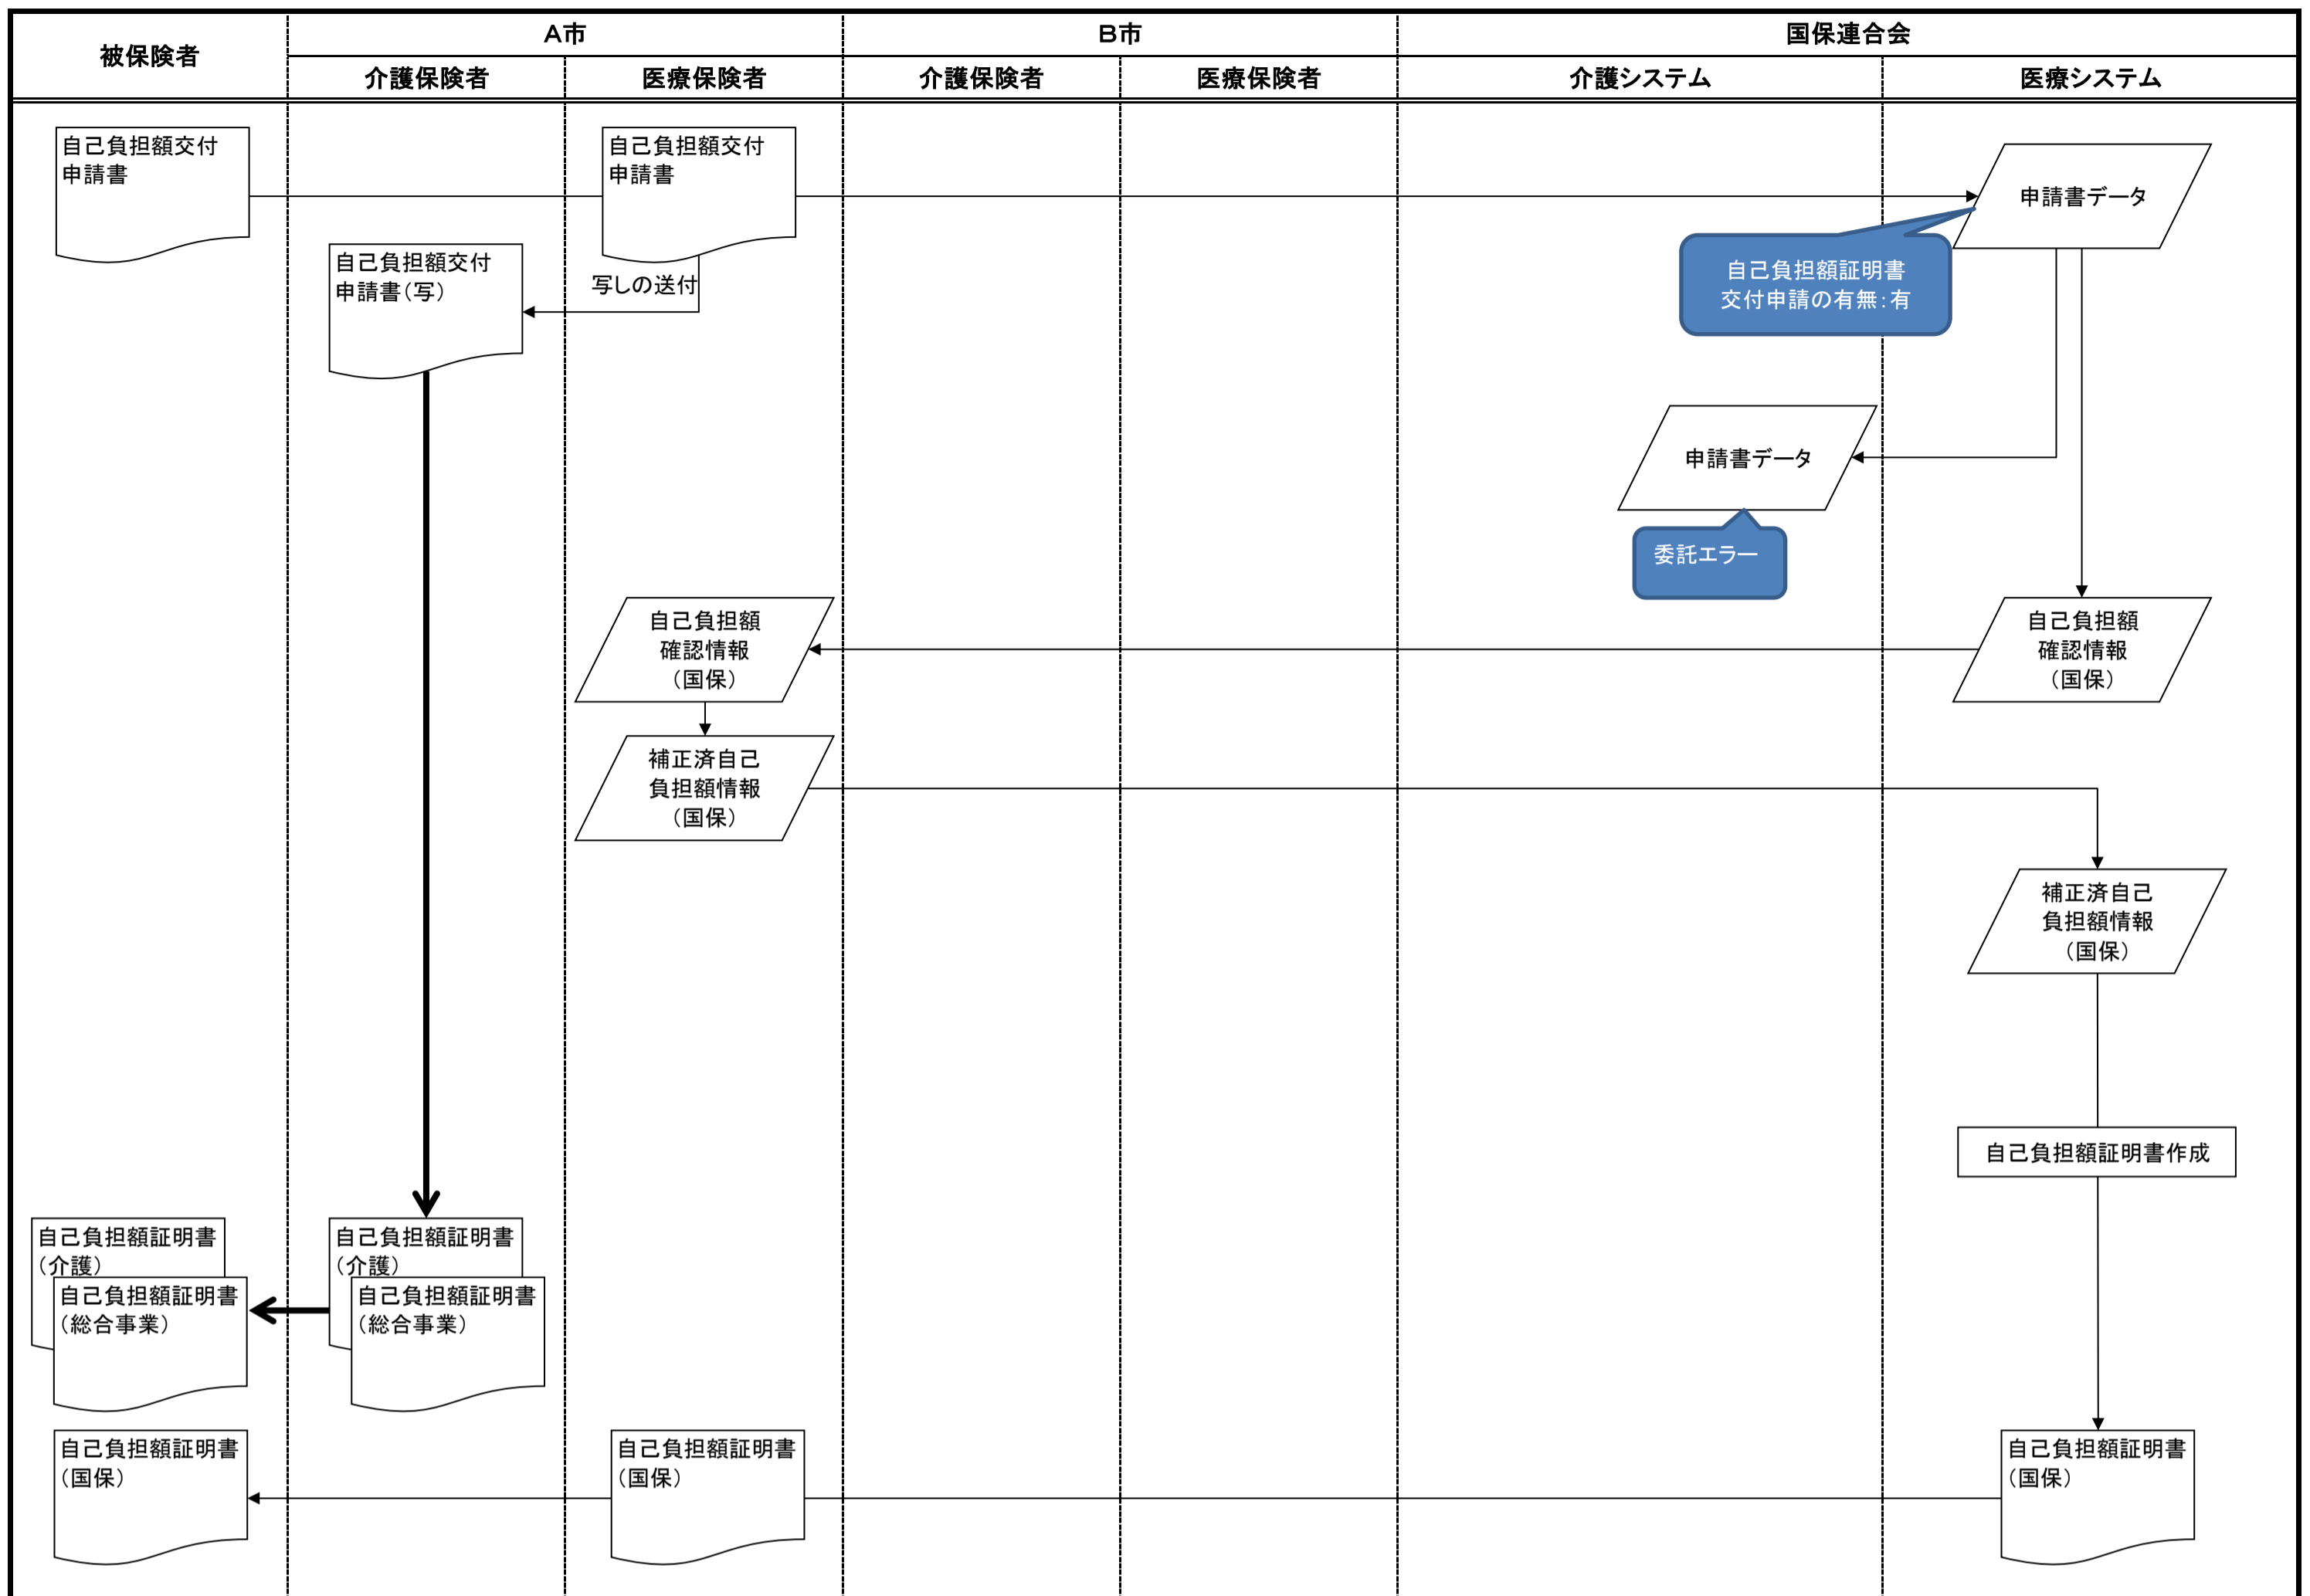 被保険者
A市
B市
国保連合会
介護保険者
医療保険者
介護保険者
医療保険者
介護システム
医療システム
自己負担額交付
申請書
自己負担額交付
申請書
申請書データ
自己負担額交付
申請書(写)
写しの送付
自己負担額証明書
交付申請の有無:有
申請書データ
委託エラー
自己負担額
確認情報
(国保)
自己負担額
確認情報
(国保)
補正済自己
負担額情報
(国保)
補正済自己
負担額情報
(国保)
自己負担額証明書作成
自己負担額証明書
(介護)
自己負担額証明書
(総合事業)
自己負担額証明書
(介護)
自己負担額証明書
(総合事業)
自己負担額証明書
(国保)
自己負担額証明書
(国保)
自己負担額証明書
(国保)